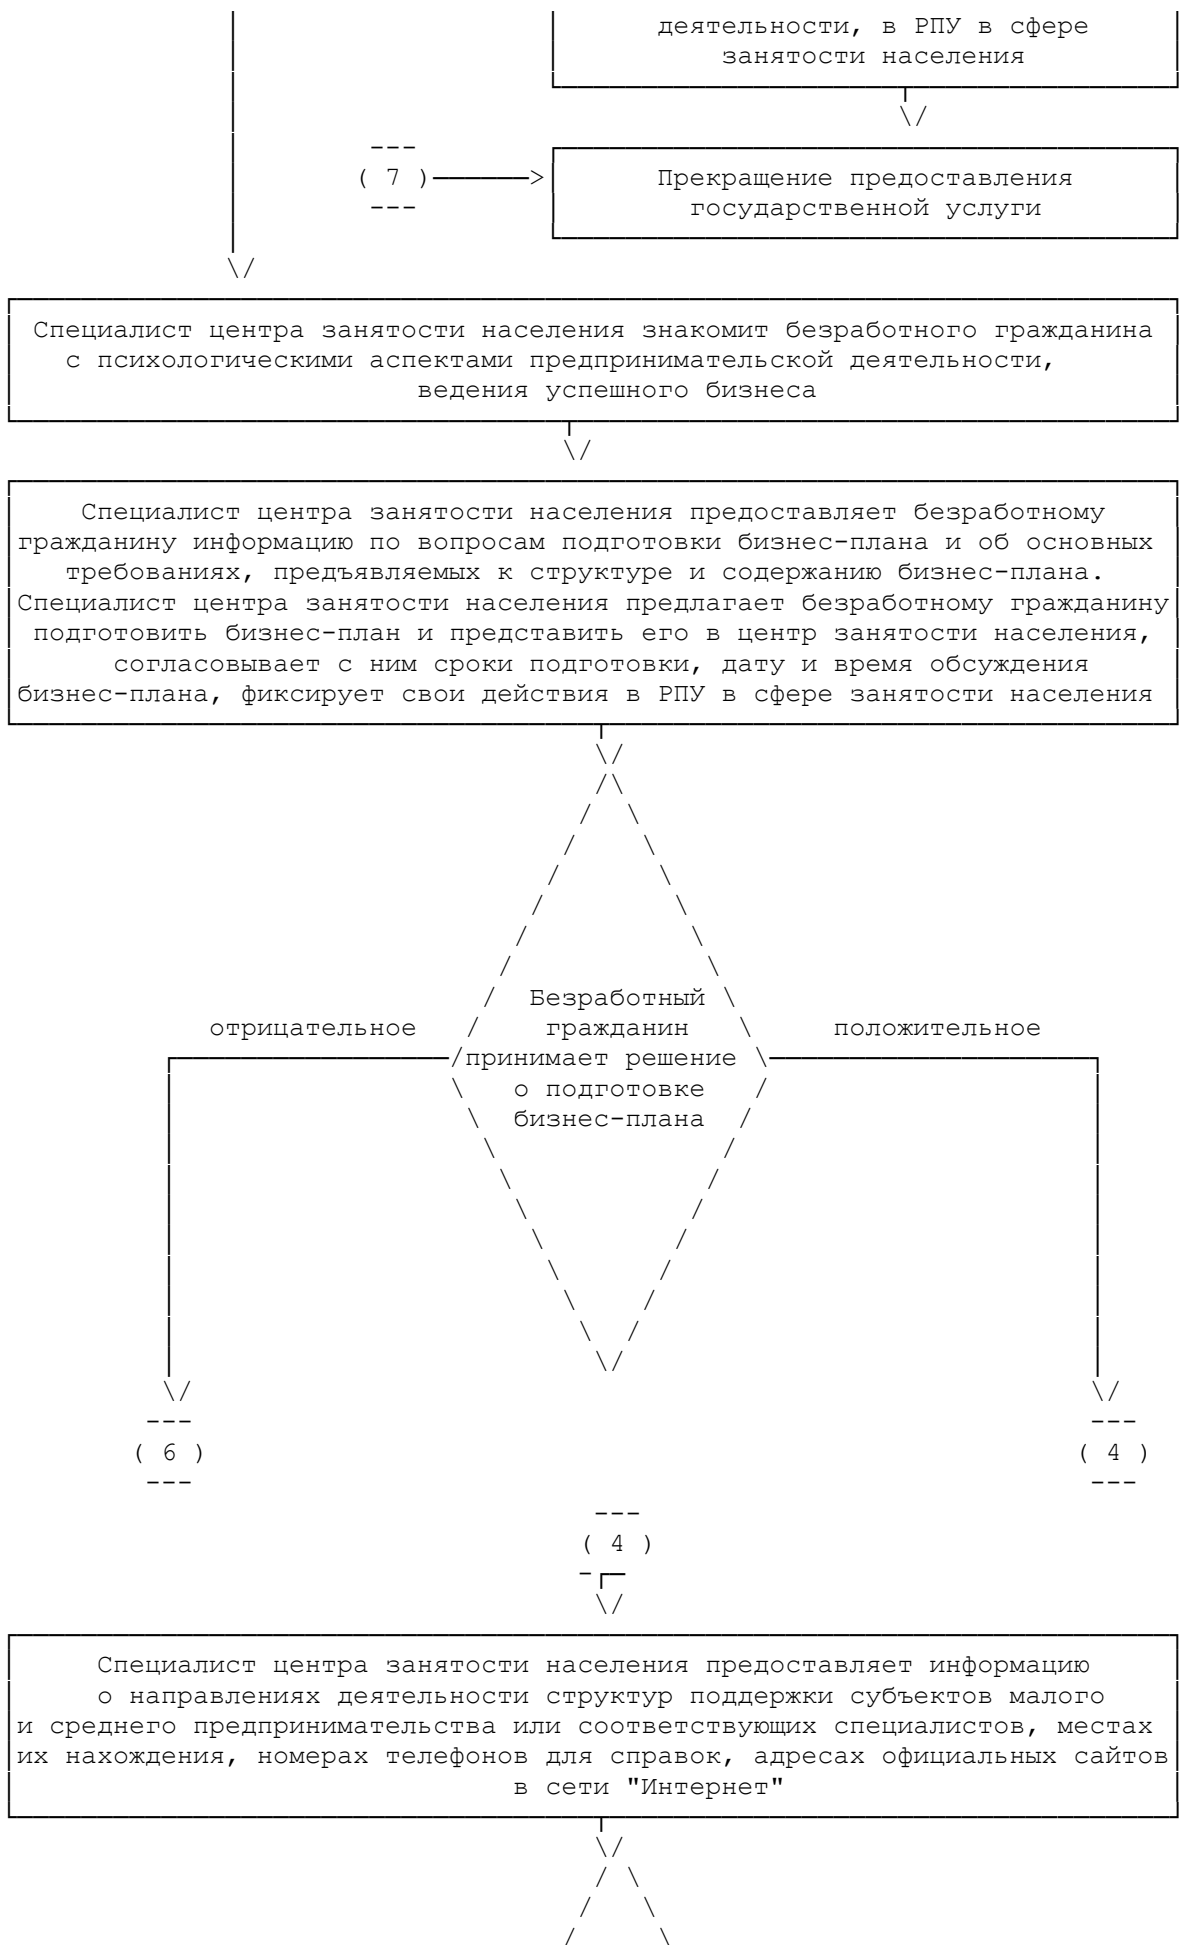 деятельности, в РПУ в сфере
занятости населения
( 7 )
Прекращение предоставления
государственной услуги
Специалист центра занятости населения знакомит безработного гражданина
с психологическими аспектами предпринимательской деятельности,
ведения успешного бизнеса
Специалист центра занятости населения предоставляет безработному
гражданину информацию по вопросам подготовки бизнес-плана и об основных
требованиях, предъявляемых к структуре и содержанию бизнес-плана.
Специалист центра занятости населения предлагает безработному гражданину
подготовить бизнес-план и представить его в центр занятости населения,
согласовывает с ним сроки подготовки, дату и время обсуждения
бизнес-плана, фиксирует свои действия в РПУ в сфере занятости населения
Безработный
отрицательное гражданин положительное
принимает решение
о подготовке
бизнес-плана
( 6 ) ( 4 )
( 4 )
Специалист центра занятости населения предоставляет информацию
о направлениях деятельности структур поддержки субъектов малого
и среднего предпринимательства или соответствующих специалистов, местах
их нахождения, номерах телефонов для справок, адресах официальных сайтов
в сети "Интернет"